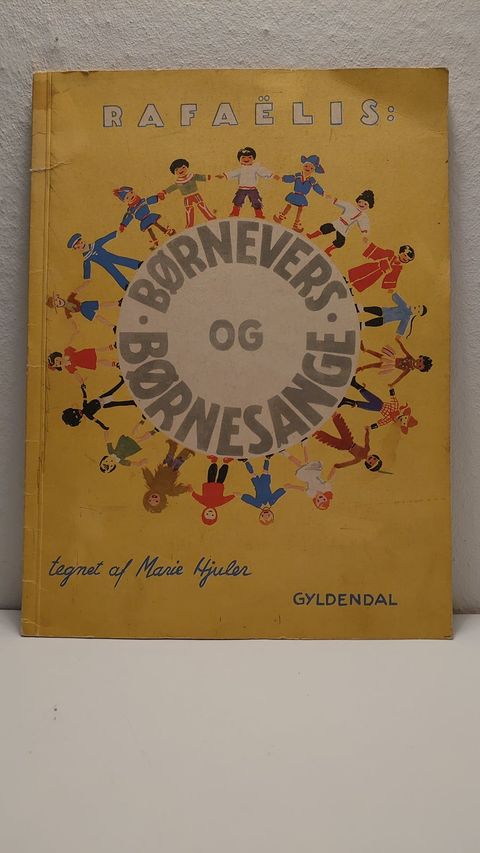 RAFAËLIS:
BØRNEVERS
OG
BØRNESANGE
tegnet af Marie Hjuler
GYLDENDAL